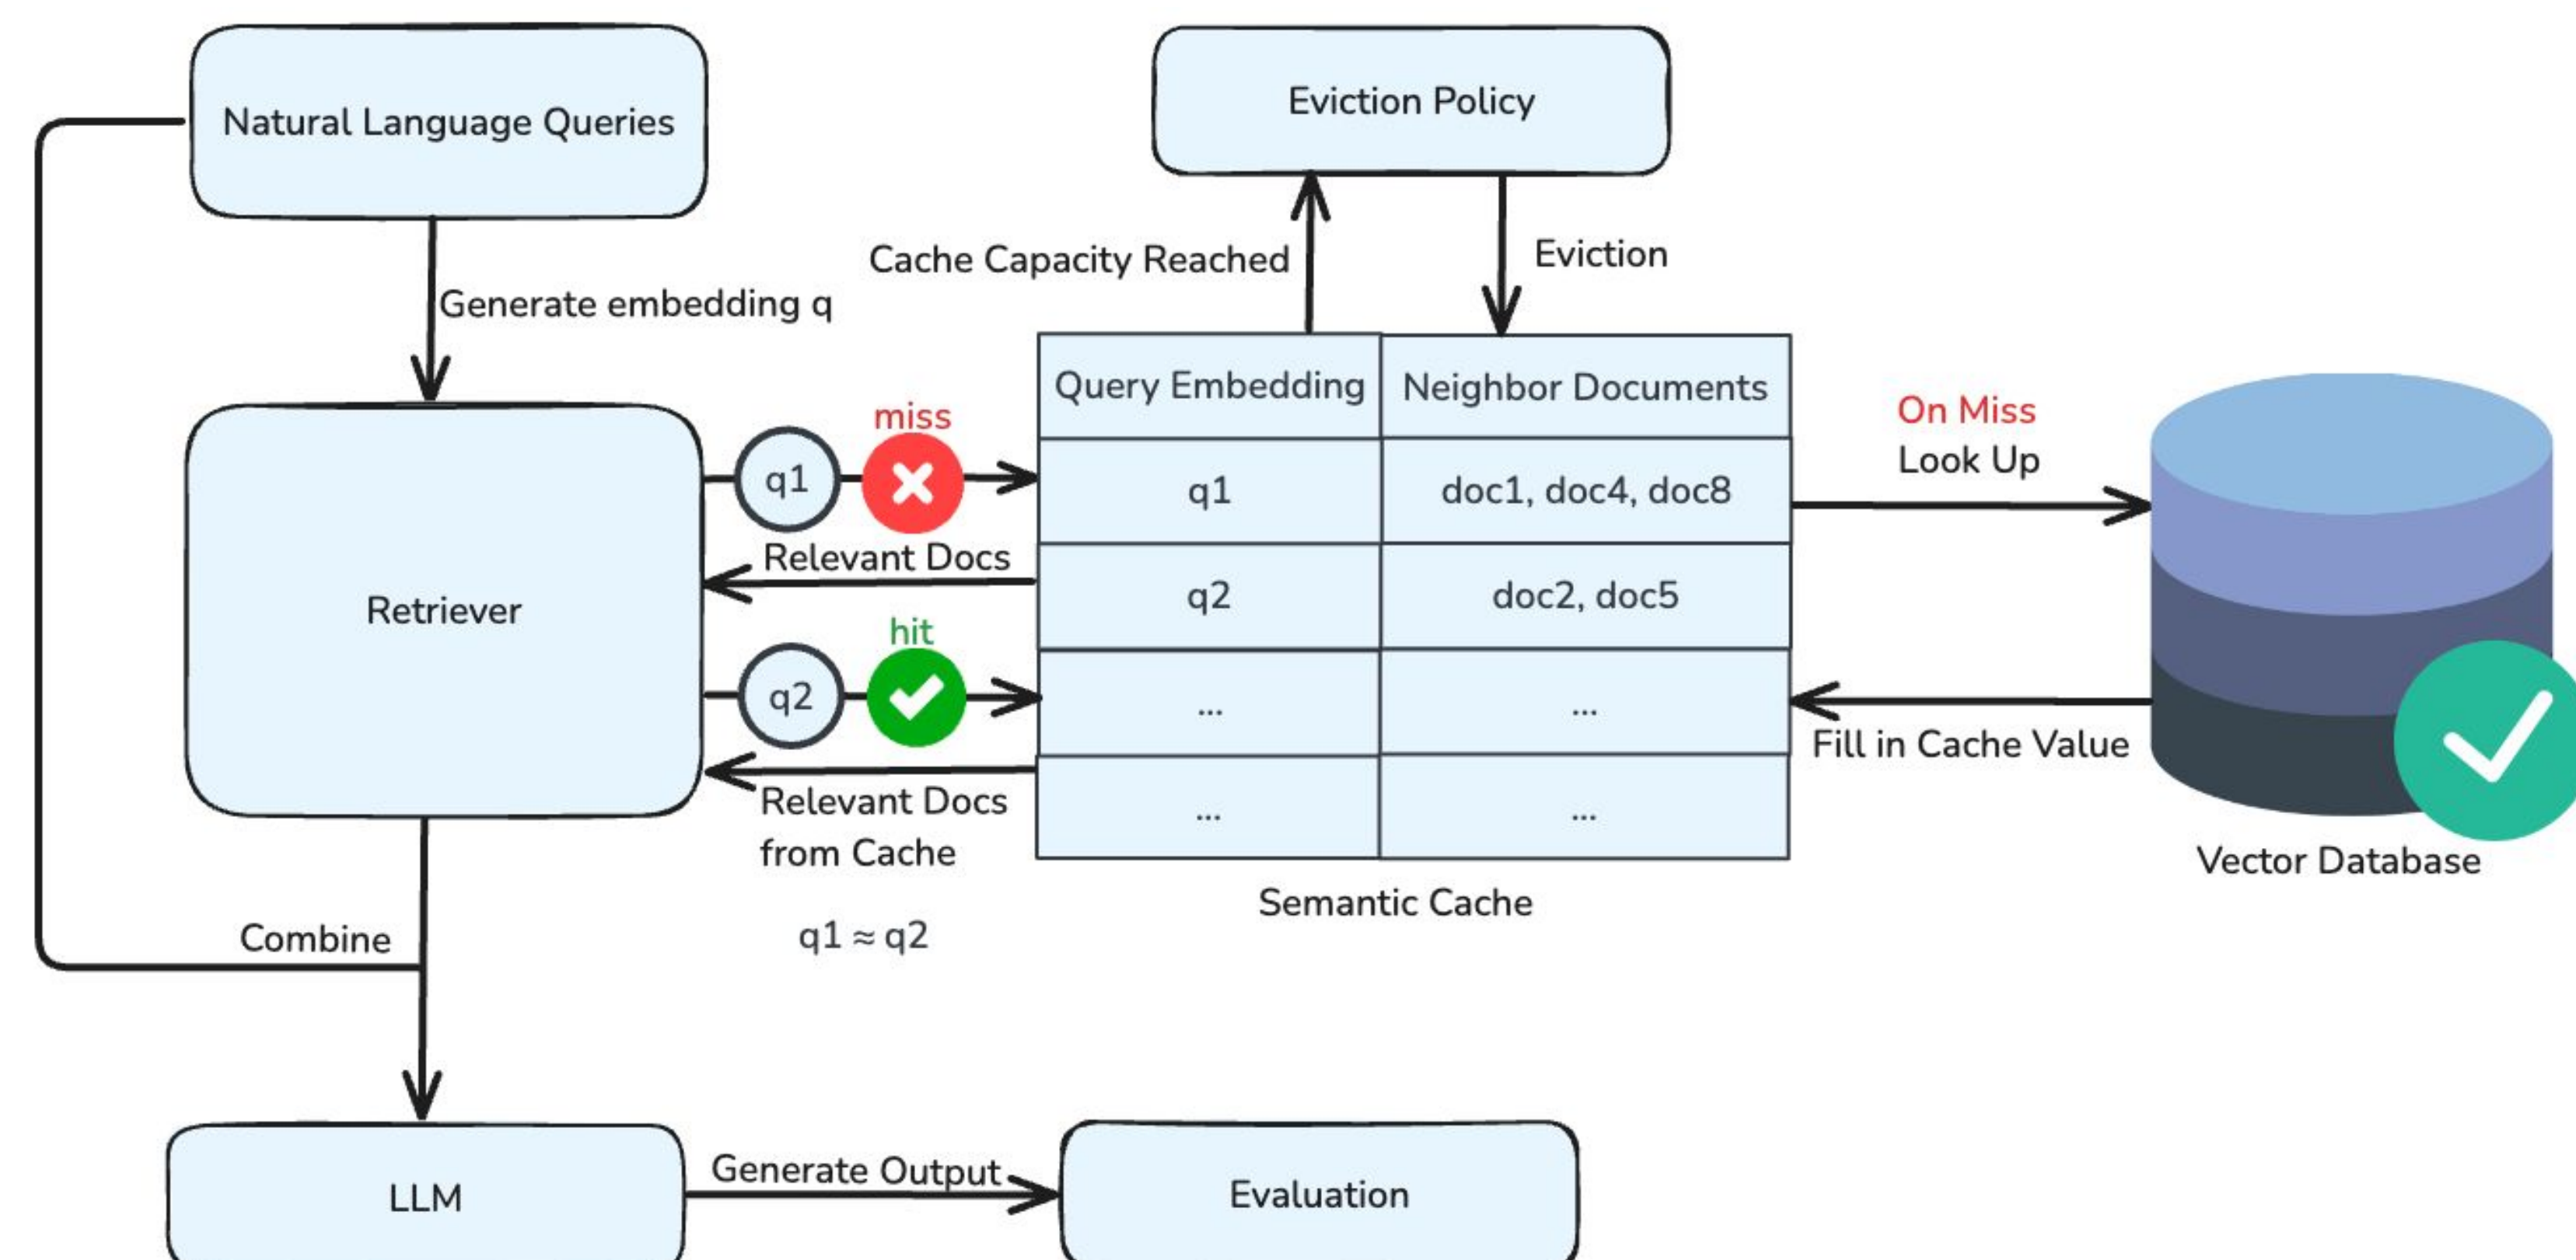 Natural Language Queries
Eviction Policy
Cache Capacity Reached
Eviction
Generate embedding q
Query Embedding
Neighbor Documents
miss
q1
q1
doc1, doc4, doc8
On Miss
Look Up
Relevant Docs
Retriever
q2
doc2, doc5
hit
q2
...
...
Fill in Cache Value
Relevant Docs
from Cache
...
...
Vector Database
Semantic Cache
q1 ≈ q2
Combine
LLM
Generate Output
Evaluation